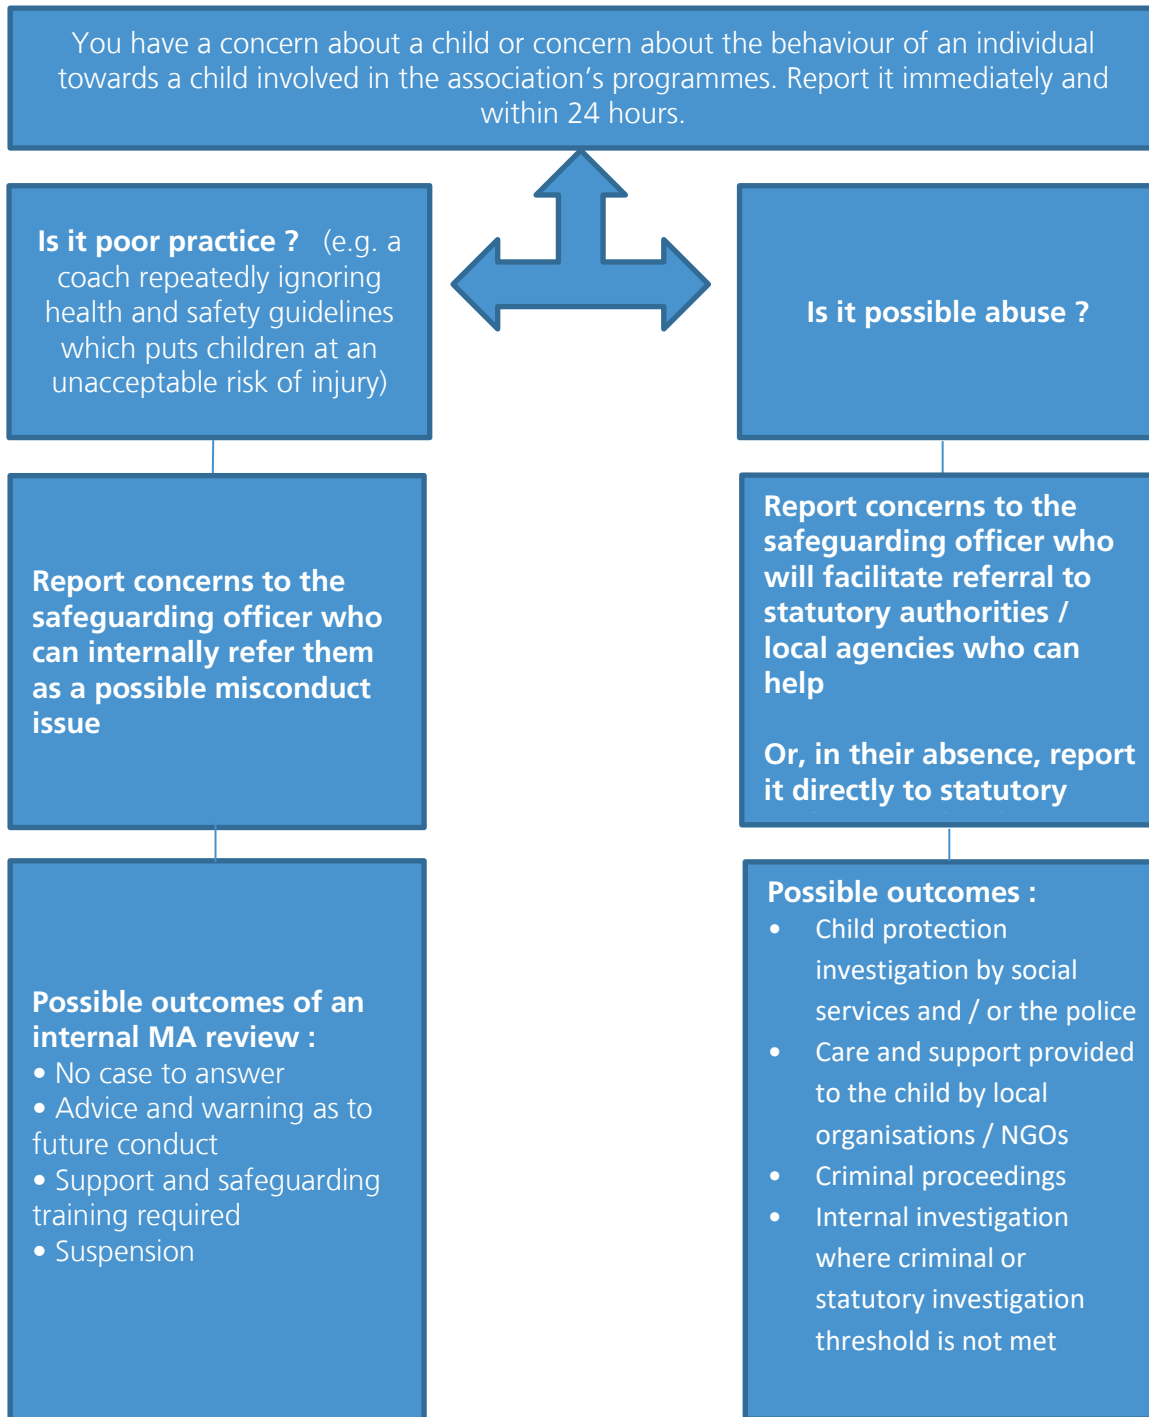 You have a concern about a child or concern about the behaviour of an individual
towards a child involved in the association’s programmes. Report it immediately and
within 24 hours.
Is it poor practice ? (e.g. a
coach repeatedly ignoring
health and safety guidelines
which puts children at an
unacceptable risk of injury)
Is it possible abuse ?
Report concerns to the
safeguarding officer who
can internally refer them
as a possible misconduct
issue
Report concerns to the
safeguarding officer who
will facilitate referral to
statutory authorities /
local agencies who can
help
Or, in their absence, report
it directly to statutory
Possible outcomes of an
internal MA review :
• No case to answer
• Advice and warning as to
future conduct
• Support and safeguarding
training required
• Suspension
Possible outcomes :
• Child protection
investigation by social
services and / or the police
• Care and support provided
to the child by local
organisations / NGOs
• Criminal proceedings
• Internal investigation
where criminal or
statutory investigation
threshold is not met